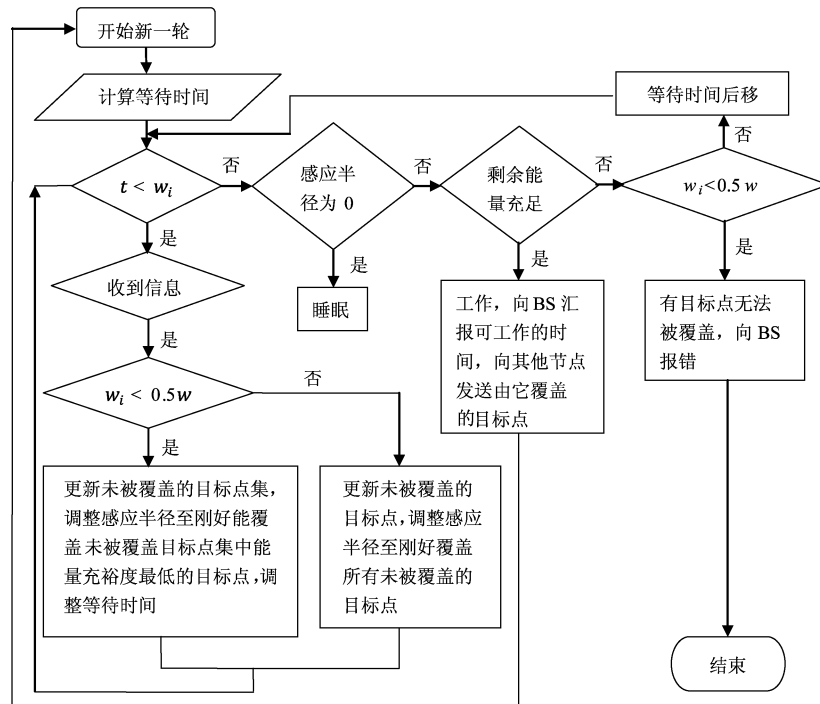 开始新一轮
计算等待时间
等待时间后移
否
t < w_i
否
感应半
径为 0
否
剩余能
量充足
否
w_i<0.5 w
是
收到信息
是
睡眠
是
工作，向 BS 汇
报可工作的时
间，向其他节点
发送由它覆盖
的目标点
是
有目标点无法
被覆盖，向 BS
报错
是
w_i < 0.5w
否
是
更新未被覆盖的目标点集，
调整感应半径至刚好能覆
盖未被覆盖目标点集中能
量充裕度最低的目标点，调
整等待时间
更新未被覆盖的
目标点，调整感应
半径至刚好覆盖
所有未被覆盖的
目标点
结束